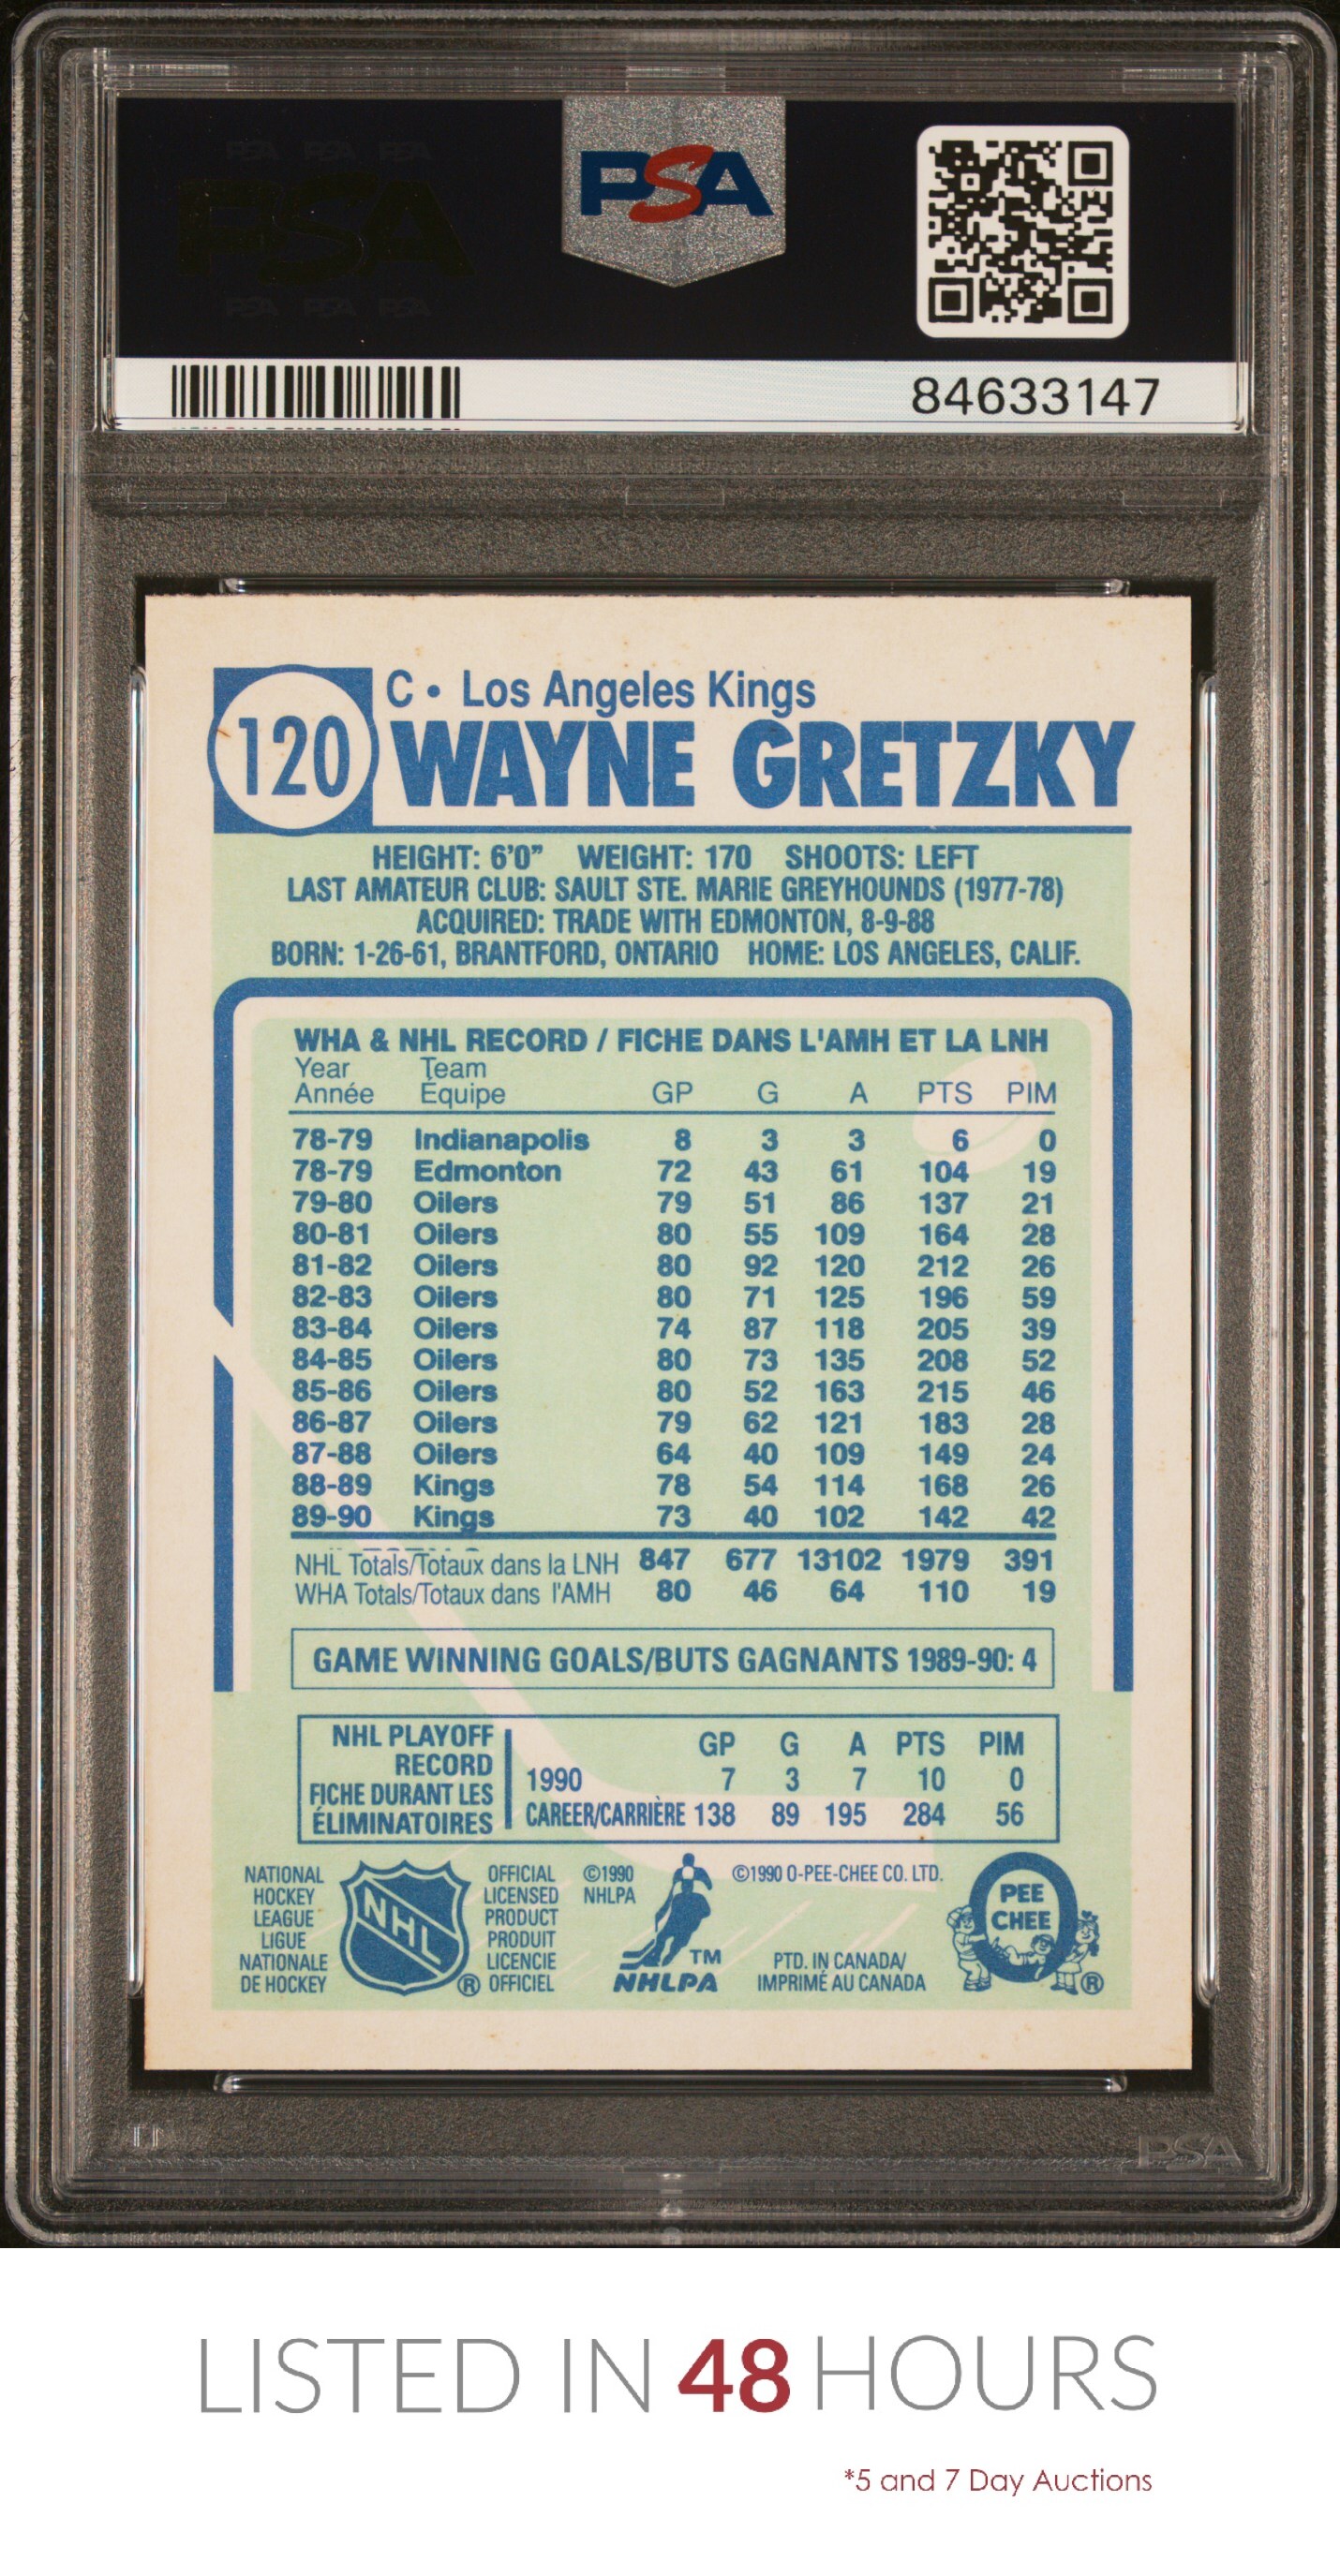 PSA PSA PSA
PSA
PSA PSA PSA
PSA
84633147
120
C • Los Angeles Kings
WAYNE GRETZKY
HEIGHT: 6'0" WEIGHT: 170 SHOOTS: LEFT
LAST AMATEUR CLUB: SAULT STE. MARIE GREYHOUNDS (1977-78)
ACQUIRED: TRADE WITH EDMONTON, 8-9-88
BORN: 1-26-61, BRANTFORD, ONTARIO HOME: LOS ANGELES, CALIF.
WHA & NHL RECORD / FICHE DANS L'AMH ET LA LNH
Year Team
Année Équipe GP G A PTS PIM
78-79 Indianapolis 8 3 3 6 0
78-79 Edmonton 72 43 61 104 19
79-80 Oilers 79 51 86 137 21
80-81 Oilers 80 55 109 164 28
81-82 Oilers 80 92 120 212 26
82-83 Oilers 80 71 125 196 59
83-84 Oilers 74 87 118 205 39
84-85 Oilers 80 73 135 208 52
85-86 Oilers 80 52 163 215 46
86-87 Oilers 79 62 121 183 28
87-88 Oilers 64 40 109 149 24
88-89 Kings 78 54 114 168 26
89-90 Kings 73 40 102 142 42
NHL Totals/Totaux dans la LNH 847 677 13102 1979 391
WHA Totals/Totaux dans l'AMH 80 46 64 110 19
GAME WINNING GOALS/BUTS GAGNANTS 1989-90: 4
NHL PLAYOFF
RECORD
FICHE DURANT LES
ÉLIMINATOIRES
GP G A PTS PIM
1990 7 3 7 10 0
CAREER/CARRIÈRE 138 89 195 284 56
NATIONAL
HOCKEY
LEAGUE
LIGUE
NATIONALE
DE HOCKEY
NHL
®
OFFICIAL
LICENSED
PRODUCT
PRODUIT
LICENCIE
OFFICIEL
©1990
NHLPA
TM
NHLPA
©1990 O-PEE-CHEE CO. LTD.
PTD. IN CANADA/
IMPRIMÉ AU CANADA
PEE
CHEE
®
PSA
LISTED IN 48 HOURS
*5 and 7 Day Auctions